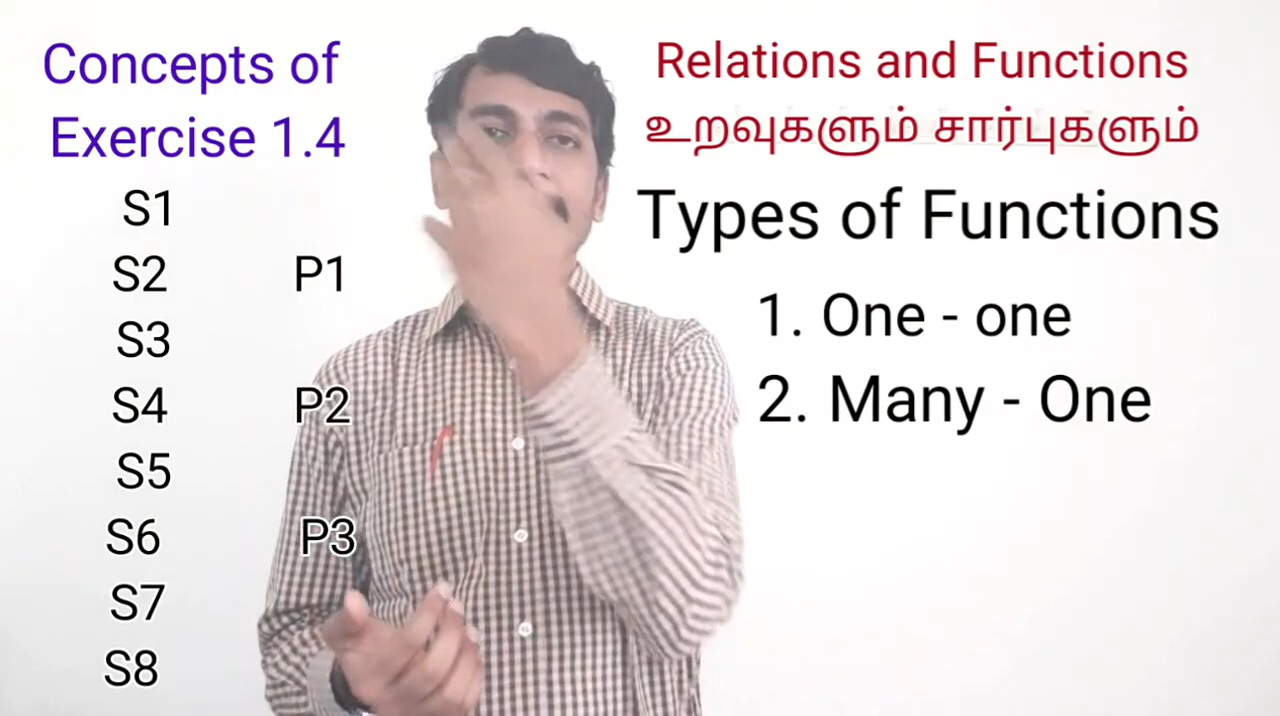 Concepts of
Exercise 1.4
S1
S2 P1
S3
S4 P2
S5
S6 P3
S7
S8
Relations and Functions
உறவுகளும் சார்புகளும்
Types of Functions
1. One - one
2. Many - One